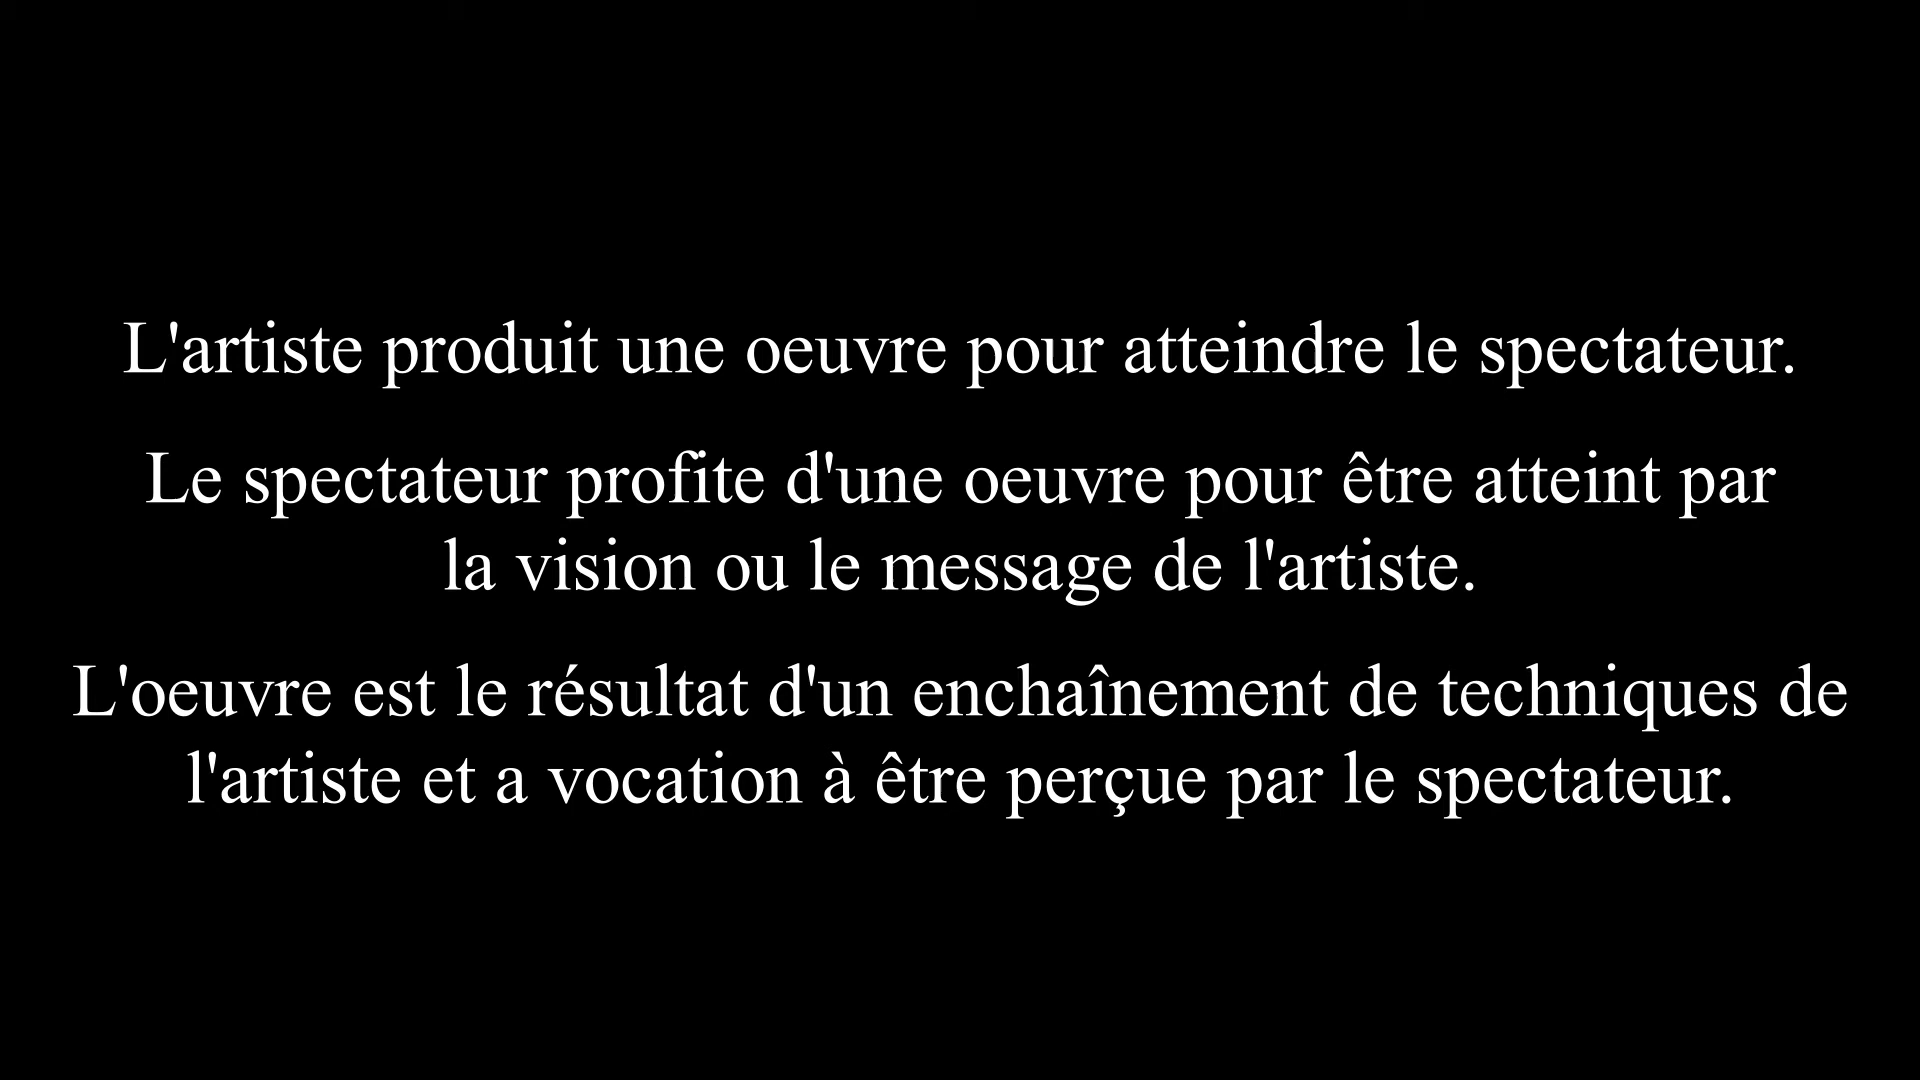 L'artiste produit une oeuvre pour atteindre le spectateur.
Le spectateur profite d'une oeuvre pour être atteint par
la vision ou le message de l'artiste.
L'oeuvre est le résultat d'un enchaînement de techniques de
l'artiste et a vocation à être perçue par le spectateur.